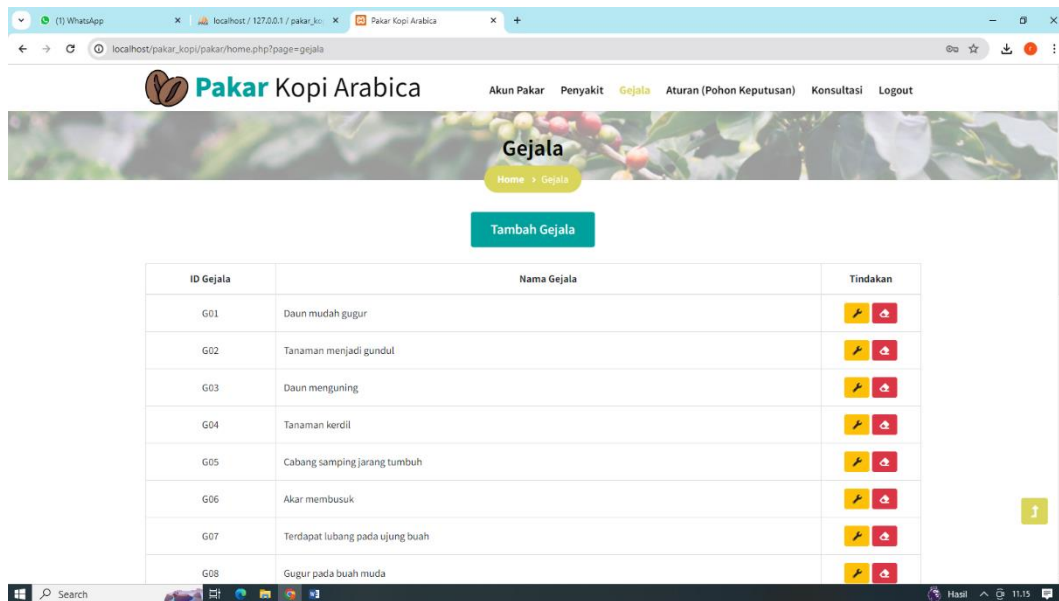 (1) WhatsApp
localhost / 127.0.0.1 / pakar_ko
Pakar Kopi Arabica
localhost/pakar_kopi/pakar/home.php?page=gejala
Pakar Kopi Arabica
Akun Pakar Penyakit Gejala Aturan (Pohon Keputusan) Konsultasi Logout
Gejala
Home > Gejala
Tambah Gejala
ID Gejala Nama Gejala Tindakan
G01 Daun mudah gugur
G02 Tanaman menjadi gundul
G03 Daun menguning
G04 Tanaman kerdil
G05 Cabang samping jarang tumbuh
G06 Akar membusuk
G07 Terdapat lubang pada ujung buah
G08 Gugur pada buah muda
Search
Hasil 11.15